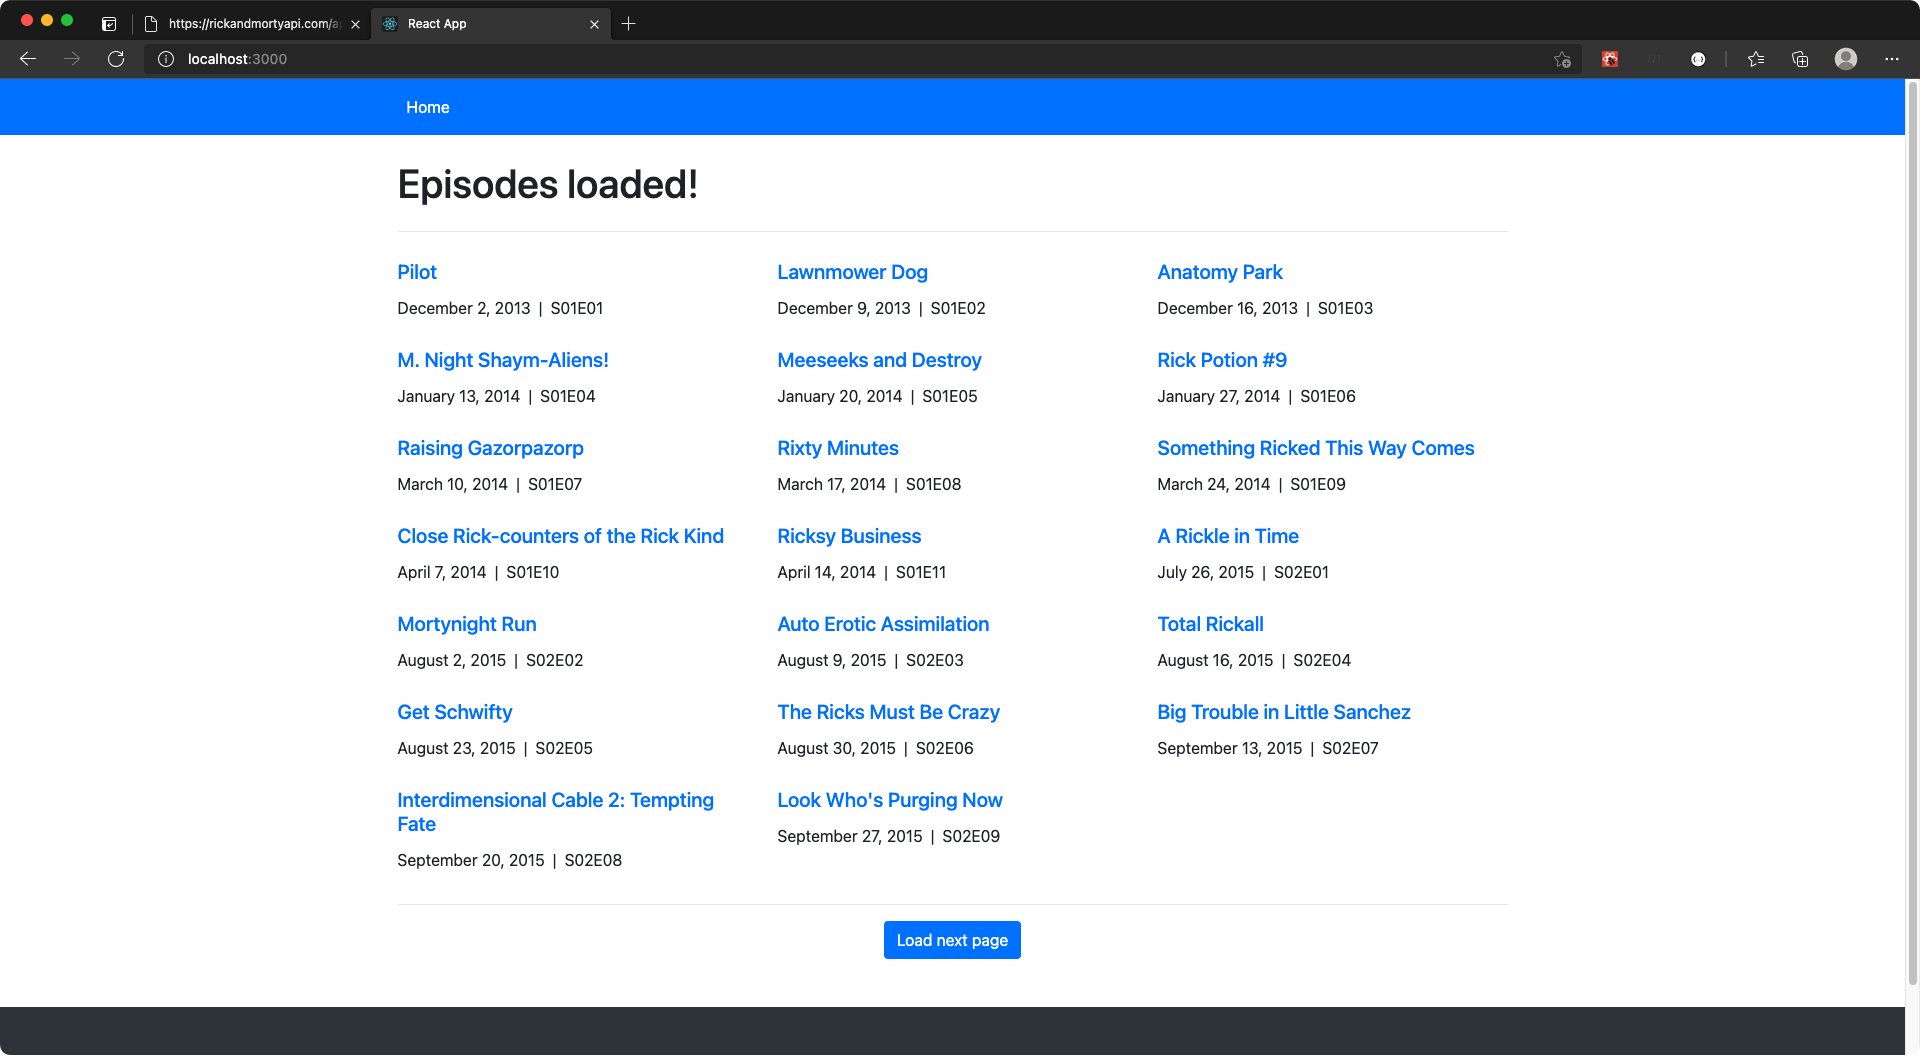 https://rickandmortyapi.com/a
React App
localhost:3000
Home
Episodes loaded!
Pilot
December 2, 2013 | S01E01
Lawnmower Dog
December 9, 2013 | S01E02
Anatomy Park
December 16, 2013 | S01E03
M. Night Shaym-Aliens!
January 13, 2014 | S01E04
Meeseeks and Destroy
January 20, 2014 | S01E05
Rick Potion #9
January 27, 2014 | S01E06
Raising Gazorpazorp
March 10, 2014 | S01E07
Rixty Minutes
March 17, 2014 | S01E08
Something Ricked This Way Comes
March 24, 2014 | S01E09
Close Rick-counters of the Rick Kind
April 7, 2014 | S01E10
Ricksy Business
April 14, 2014 | S01E11
A Rickle in Time
July 26, 2015 | S02E01
Mortynight Run
August 2, 2015 | S02E02
Auto Erotic Assimilation
August 9, 2015 | S02E03
Total Rickall
August 16, 2015 | S02E04
Get Schwifty
August 23, 2015 | S02E05
The Ricks Must Be Crazy
August 30, 2015 | S02E06
Big Trouble in Little Sanchez
September 13, 2015 | S02E07
Interdimensional Cable 2: Tempting
Fate
September 20, 2015 | S02E08
Look Who's Purging Now
September 27, 2015 | S02E09
Load next page